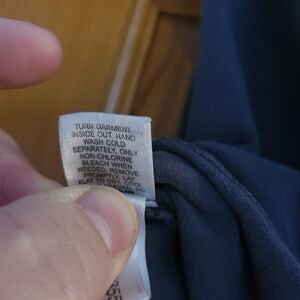 TURN GARMENT
INSIDE OUT. HAND
WASH COLD
SEPARATELY, ONLY
NON-CHLORINE
BLEACH WHEN
NEEDED, REMOVE
PROMPTLY, LAY
FLAT TO DRY, COOL